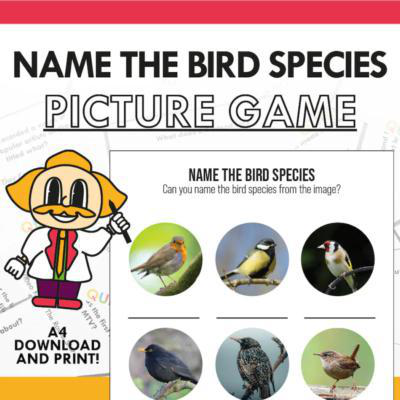 NAME THE BIRD SPECIES
PICTURE GAME
NAME THE BIRD SPECIES
Can you name the bird species from the image?
A4
DOWNLOAD
AND PRINT!